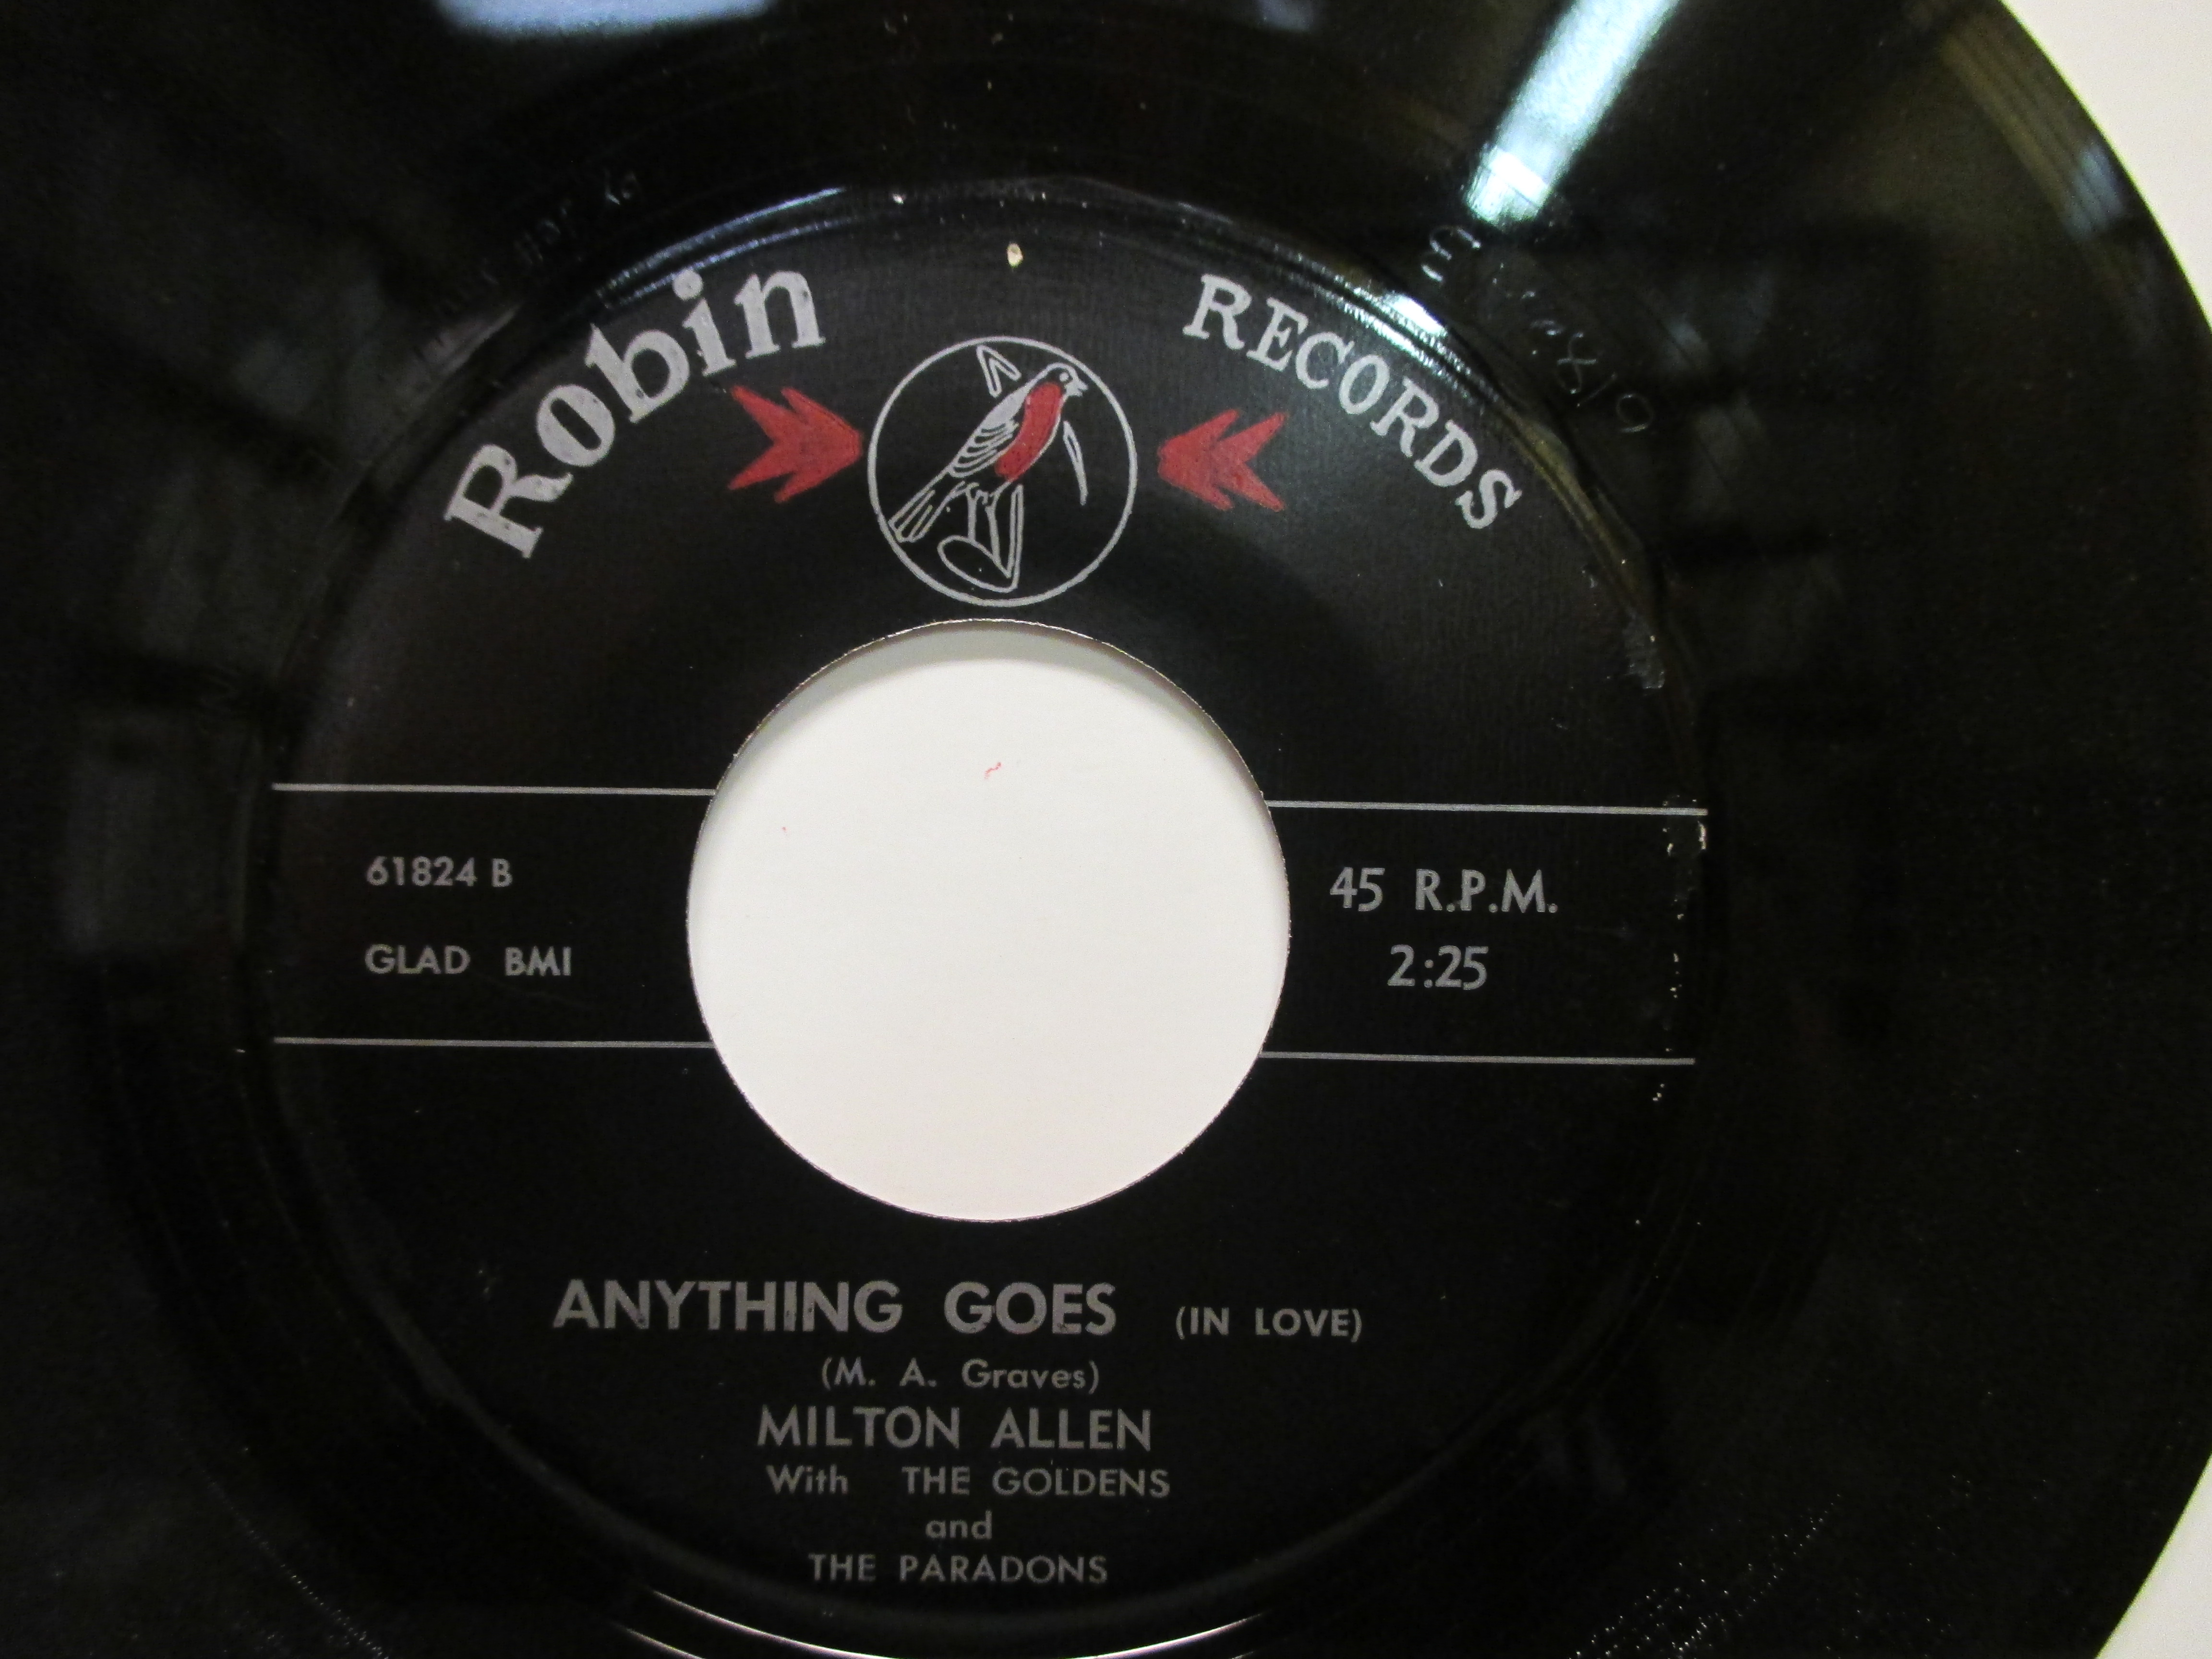 Robin RECORDS
61824 B
GLAD BMI
45 R.P.M.
2:25
ANYTHING GOES (IN LOVE)
(M. A. Graves)
MILTON ALLEN
With THE GOLDENS
and
THE PARADONS